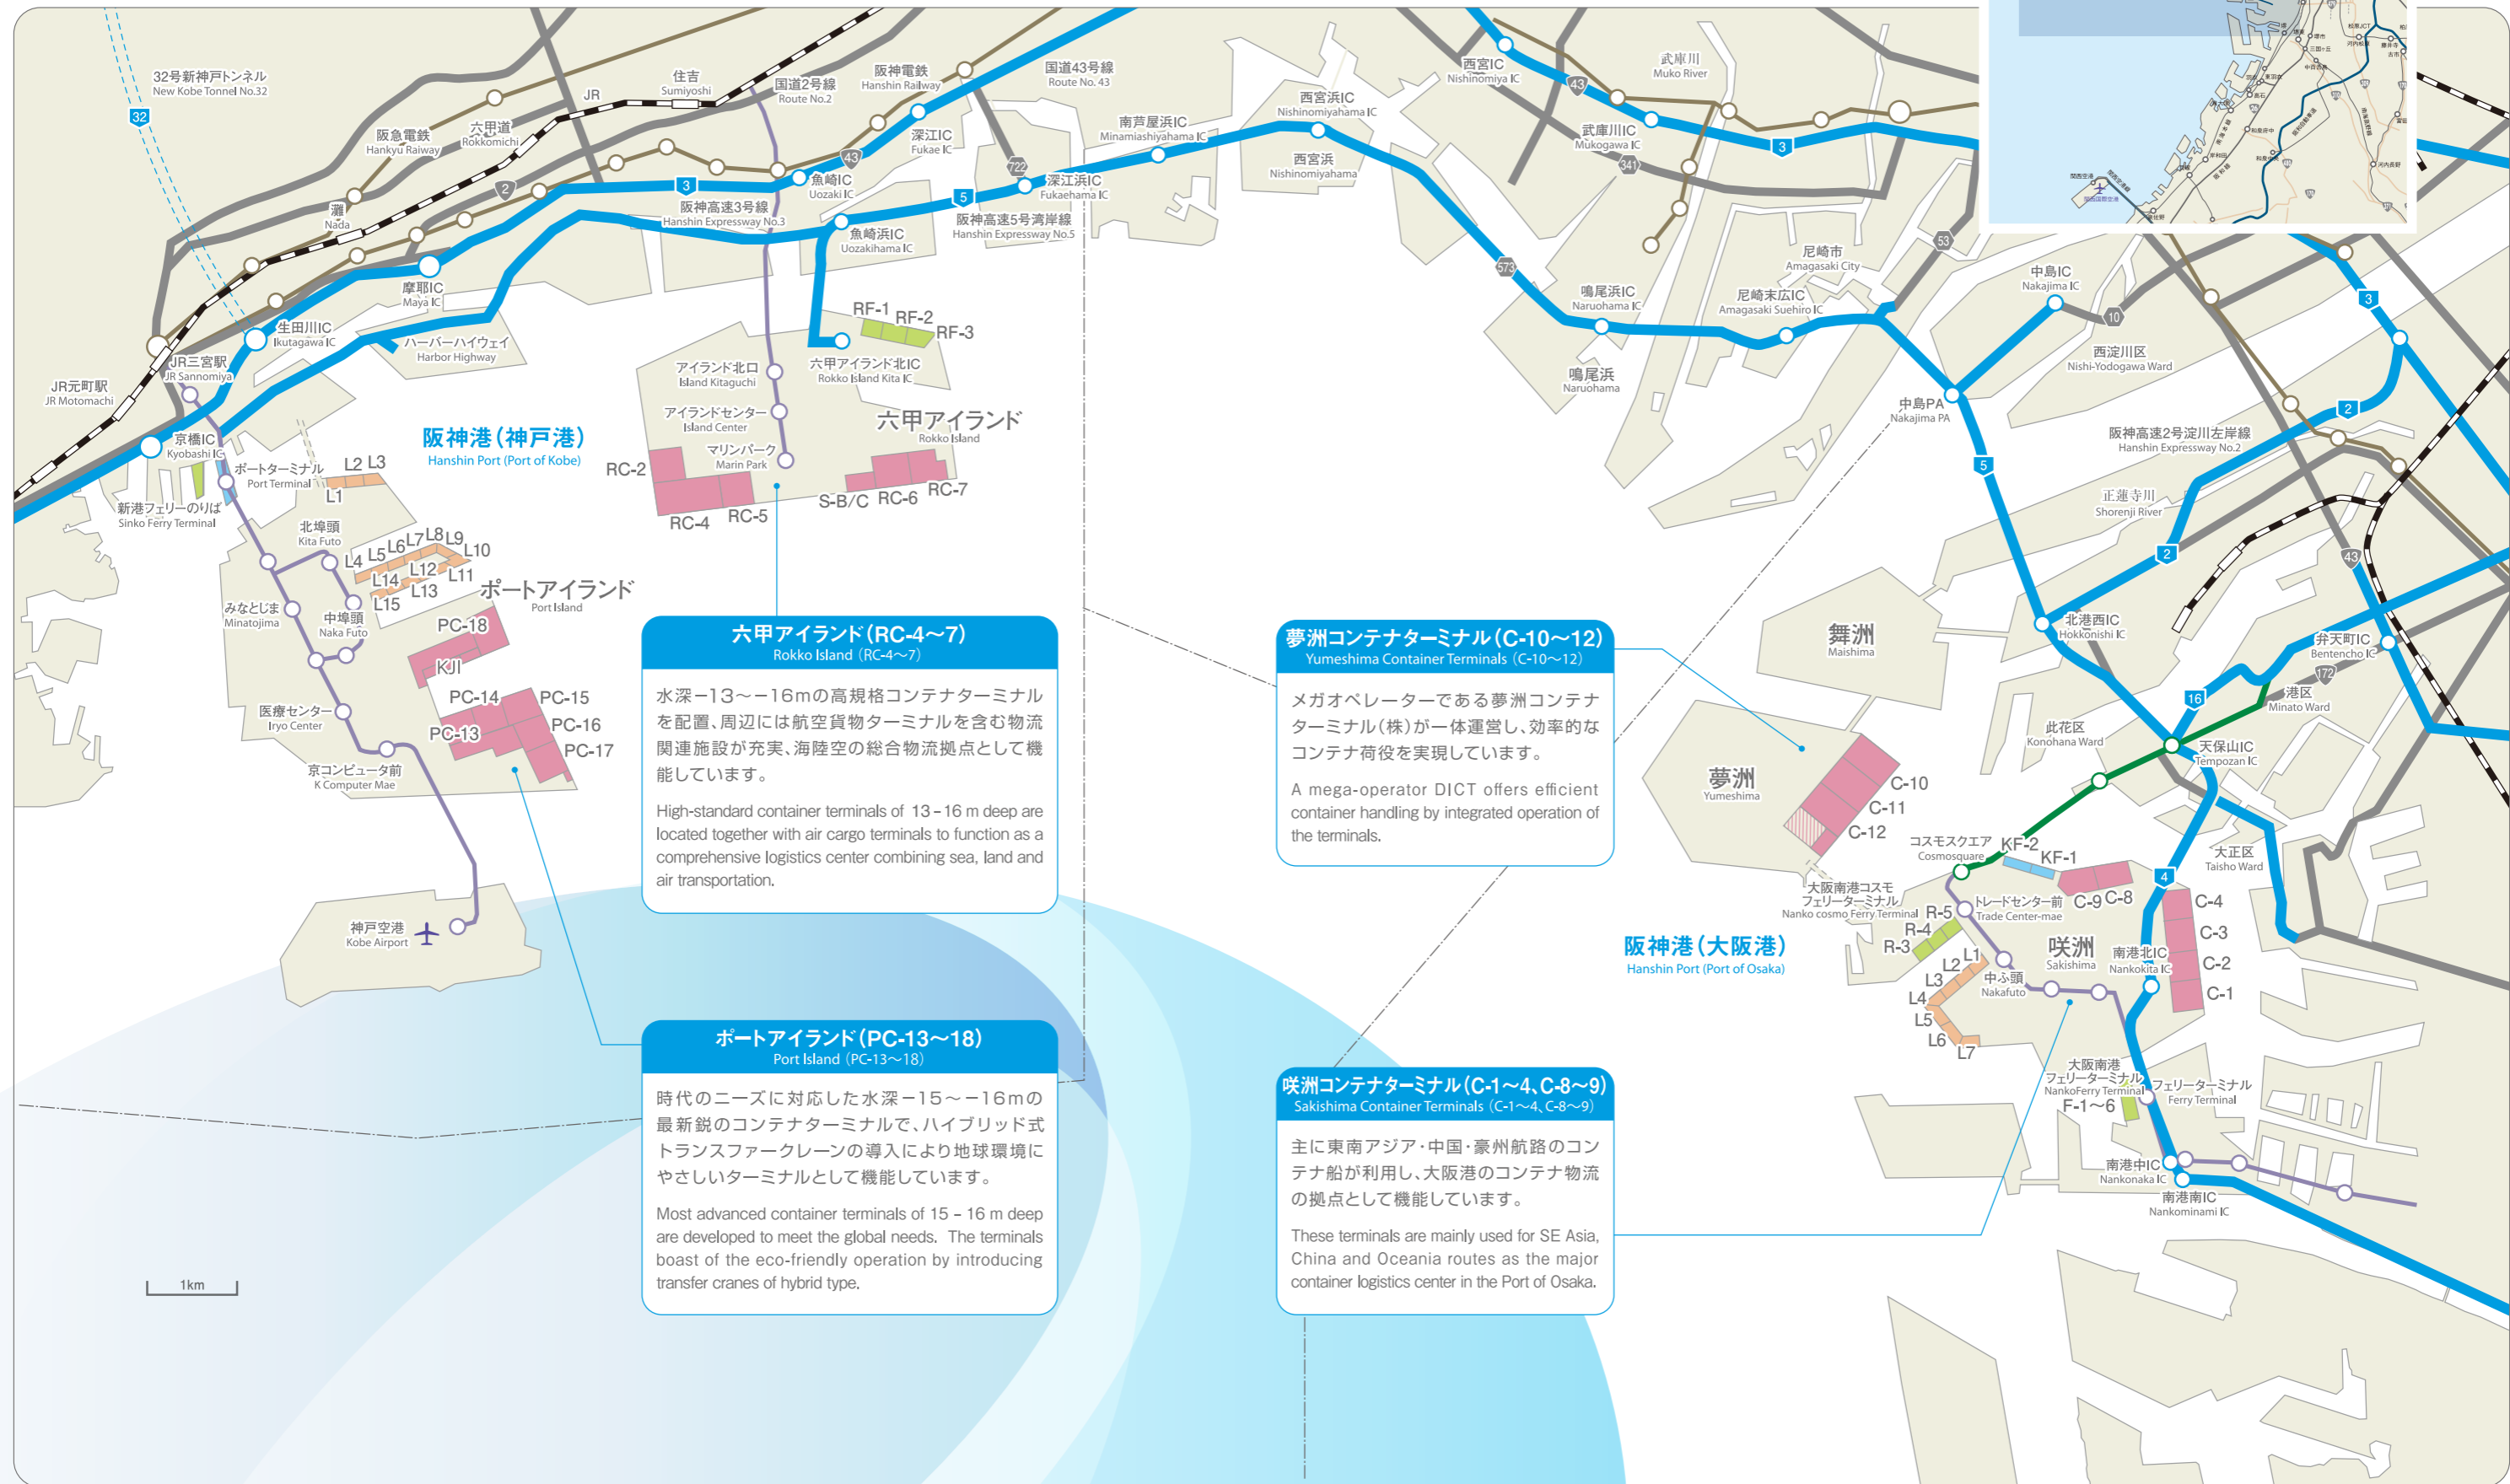 32号新神戸トンネル
New Kobe Tunnel No.32
32
阪急電鉄
Hankyu Raiway
六甲道
Rokkomichi
JR
住吉
Sumiyoshi
国道2号線
Route No.2
阪神電鉄
Hanshin Railway
国道43号線
Route No. 43
深江IC
Fukae IC
43
722
2
3
魚崎IC
Uozaki IC
阪神高速3号線
Hanshin Expressway No.3
灘
Nada
5
深江浜IC
Fukaehama IC
阪神高速5号湾岸線
Hanshin Expressway No.5
魚崎浜IC
Uozakihama IC
南芦屋浜IC
Minamiashiyahama IC
西宮浜IC
Nishinomiyahama IC
西宮浜
Nishinomiyahama
西宮IC
Nishinomiya IC
43
武庫川
Muko River
武庫川IC
Mukogawa IC
341
3
573
53
尼崎市
Amagasaki City
鳴尾浜IC
Naruohama IC
尼崎末広IC
Amagasaki Suehiro IC
鳴尾浜
Naruohama
中島IC
Nakajima IC
10
3
西淀川区
Nishi-Yodogawa Ward
中島PA
Nakajima PA
2
阪神高速2号淀川左岸線
Hanshin Expressway No.2
5
正蓮寺川
Shorenji River
2
43
摩耶IC
Maya IC
生田川IC
Ikutagawa IC
ハーバーハイウェイ
Harbor Highway
JR三宮駅
JR Sannomiya
JR元町駅
JR Motomachi
京橋IC
Kyobashi IC
ポートターミナル
Port Terminal
新港フェリーのりば
Sinko Ferry Terminal
L1
L2
L3
阪神港(神戸港)
Hanshin Port (Port of Kobe)
RF-1
RF-2
RF-3
六甲アイランド北IC
Rokko Island Kita IC
アイランド北口
Island Kitaguchi
アイランドセンター
Island Center
マリンパーク
Marin Park
六甲アイランド
Rokko Island
RC-2
RC-4
RC-5
S-B/C
RC-6
RC-7
北埠頭
Kita Futo
L4
L5
L6
L7
L8
L9
L10
L11
L12
L13
L14
L15
ポートアイランド
Port Island
みなとじま
Minatojima
中埠頭
Naka Futo
PC-18
KJI
PC-14
PC-15
PC-16
PC-13
PC-17
医療センター
Iryo Center
京コンピュータ前
K Computer Mae
神戸空港
Kobe Airport
六甲アイランド(RC-4〜7)
Rokko Island (RC-4〜7)
水深−13〜−16mの高規格コンテナターミナル
を配置、周辺には航空貨物ターミナルを含む物流
関連施設が充実、海陸空の総合物流拠点として機
能しています。
High-standard container terminals of 13 - 16 m deep are
located together with air cargo terminals to function as a
comprehensive logistics center combining sea, land and
air transportation.
ポートアイランド(PC-13〜18)
Port Island (PC-13〜18)
時代のニーズに対応した水深−15〜−16mの
最新鋭のコンテナターミナルで、ハイブリッド式
トランスファークレーンの導入により地球環境に
やさしいターミナルとして機能しています。
Most advanced container terminals of 15 - 16 m deep
are developed to meet the global needs. The terminals
boast of the eco-friendly operation by introducing
transfer cranes of hybrid type.
夢洲コンテナターミナル(C-10〜12)
Yumeshima Container Terminals (C-10〜12)
メガオペレーターである夢洲コンテナ
ターミナル(株)が一体運営し、効率的な
コンテナ荷役を実現しています。
A mega-operator DICT offers efficient
container handling by integrated operation of
the terminals.
咲洲コンテナターミナル(C-1〜4、C-8〜9)
Sakishima Container Terminals (C-1〜4、C-8〜9)
主に東南アジア・中国・豪州航路のコン
テナ船が利用し、大阪港のコンテナ物流
の拠点として機能しています。
These terminals are mainly used for SE Asia,
China and Oceania routes as the major
container logistics center in the Port of Osaka.
舞洲
Maishima
夢洲
Yumeshima
C-10
C-11
C-12
北港西IC
Hokkonishi IC
弁天町IC
Bentencho IC
172
16
港区
Minato Ward
此花区
Konohana Ward
天保山IC
Tempozan IC
大正区
Taisho Ward
コスモスクエア
Cosmosquare
KF-2
KF-1
4
大阪南港コスモ
フェリーターミナル
Nanko cosmo Ferry Terminal
トレードセンター前
Trade Center-mae
C-9
C-8
C-4
C-3
C-2
C-1
R-5
R-4
R-3
阪神港(大阪港)
Hanshin Port (Port of Osaka)
咲洲
Sakishima
南港北IC
Nankokita IC
中ふ頭
Nakafuto
L1
L2
L3
L4
L5
L6
L7
大阪南港
フェリーターミナル
NankoFerry Terminal
F-1〜6
フェリーターミナル
Ferry Terminal
南港中IC
Nankonaka IC
南港南IC
Nankominami IC
1km
関西空港
関西国際空港